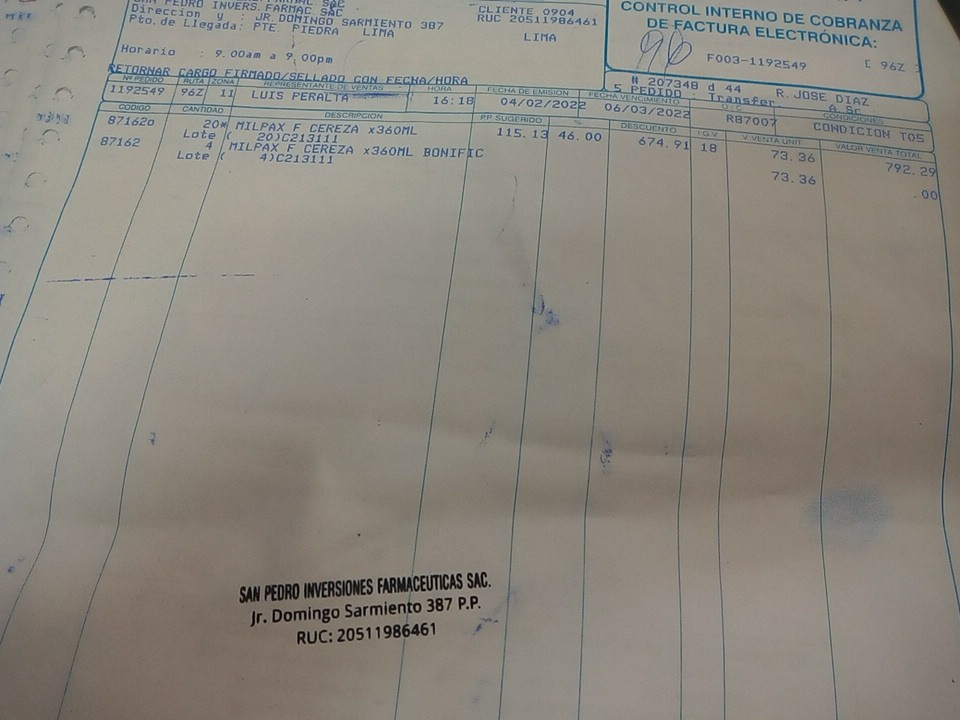 SAN PEDRO INVERS.FARMAC SAC
Direccion y : JR.DOMINGO SARMIENTO 387
Pto.de Llegada: PTE. PIEDRA LIMA
Horario : 9.00am a 9.00pm
CLIENTE 0904
RUC 20511986461
LIMA
CONTROL INTERNO DE COBRANZA
DE FACTURA ELECTRÓNICA:
96
F003-1192549 [ 96Z ]
RETORNAR CARGO FIRMADO/SELLADO CON FECHA/HORA
# 207348 d 44 R. JOSE DIAZ
S PEDIDO : Transfer.
Nº PEDIDO RUTA ZONA REPRESENTANTE DE VENTAS HORA FECHA DE EMISION FECHA VENCIMIENTO CONDICIONES
1192549 96Z 11 LUIS PERALTA 16:18 04/02/2022 06/03/2022 R87007 CONDICION T05
CODIGO CANTIDAD DESCRIPCION P.P. SUGERIDO % DESCUENTO I.G.V. V. VENTA UNIT. VALOR VENTA TOTAL
87162 20* MILPAX F CEREZA x360ML 115.13 46.00 674.91 18 73.36 792.29
Lote ( 20)C213111
87162 4 MILPAX F CEREZA x360ML BONIFIC 73.36 .00
Lote ( 4)C213111
SAN PEDRO INVERSIONES FARMACEUTICAS SAC.
Jr. Domingo Sarmiento 387 P.P.
RUC: 20511986461